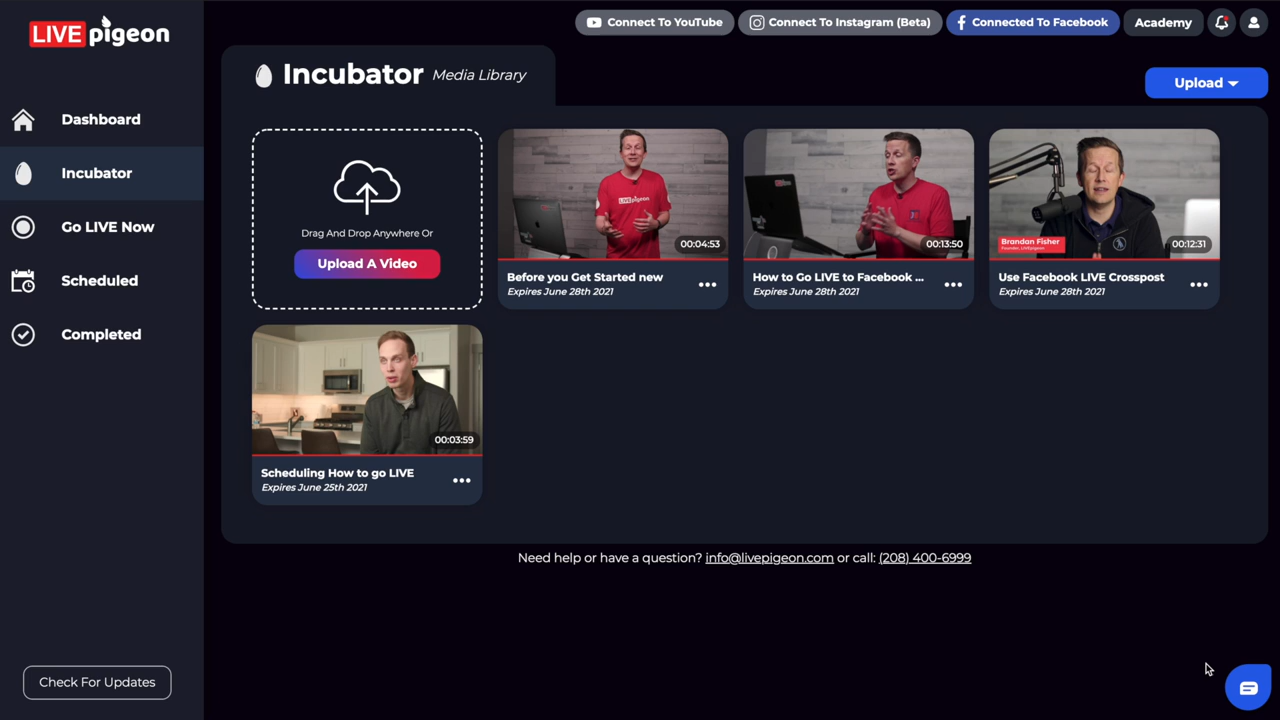 LIVE pigeon
Connect To YouTube
Connect To Instagram (Beta)
Connected To Facebook
Academy
Incubator Media Library
Upload
Dashboard
Incubator
Go LIVE Now
Scheduled
Completed
Check For Updates
Drag And Drop Anywhere Or
Upload A Video
LIVEpigeon
00:04:53
Before you Get Started new
Expires June 28th 2021
00:13:50
How to Go LIVE to Facebook ...
Expires June 28th 2021
Brandan Fisher
Founder, LIVEpigeon
00:12:31
Use Facebook LIVE Crosspost
Expires June 28th 2021
00:03:59
Scheduling How to go LIVE
Expires June 25th 2021
Need help or have a question? info@livepigeon.com or call: (208) 400-6999